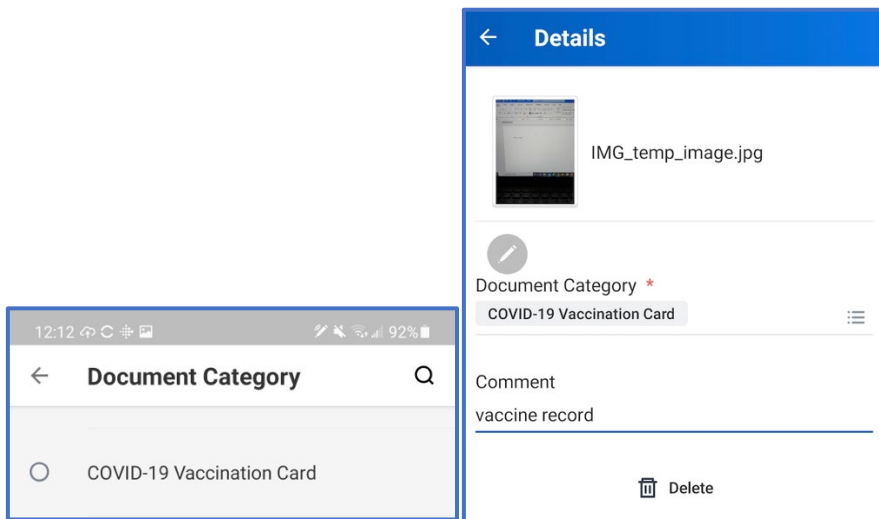 12:12
92%
Document Category
COVID-19 Vaccination Card
Details
IMG_temp_image.jpg
Document Category *
COVID-19 Vaccination Card
Comment
vaccine record
Delete